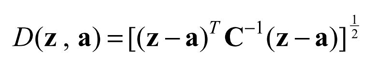 D(z , a) = [(z − a)ᵀ C⁻¹(z − a)]^{1/2}